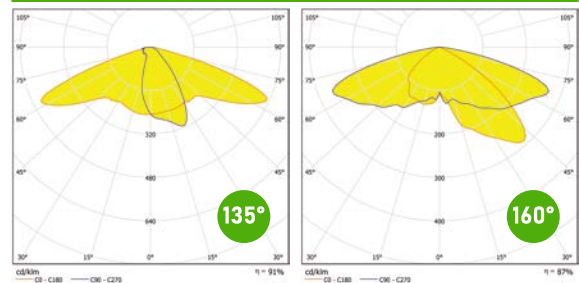 105° 105° 105° 105°
90° 90° 90° 90°
75° 75° 75° 75°
60° 60° 60° 60°
320 200
45° 45° 45° 45°
480 300
135° 160°
640 400
30° 15° 0° 15° 30° 30° 15° 0° 15° 30°
cd/klm η = 91% cd/klm η = 87%
C0 - C180 C90 - C270 C0 - C180 C90 - C270